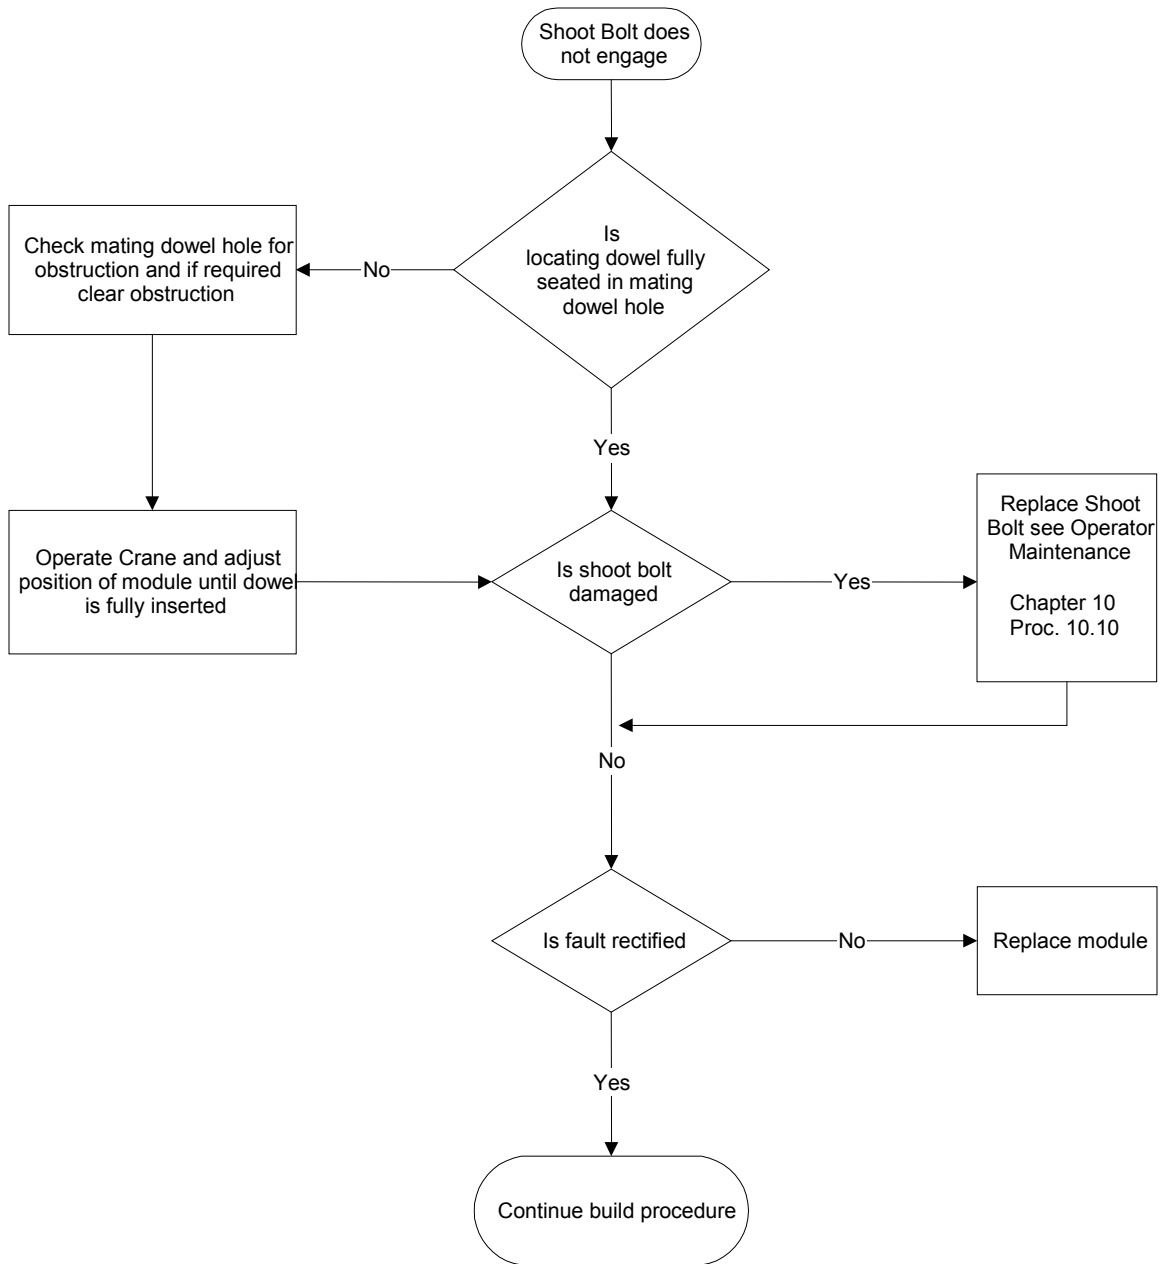 Shoot Bolt does
not engage
Is
locating dowel fully
seated in mating
dowel hole
No
Check mating dowel hole for
obstruction and if required
clear obstruction
Yes
Operate Crane and adjust
position of module until dowel
is fully inserted
Is shoot bolt
damaged
Yes
Replace Shoot
Bolt see Operator
Maintenance
Chapter 10
Proc. 10.10
No
Is fault rectified
No
Replace module
Yes
Continue build procedure